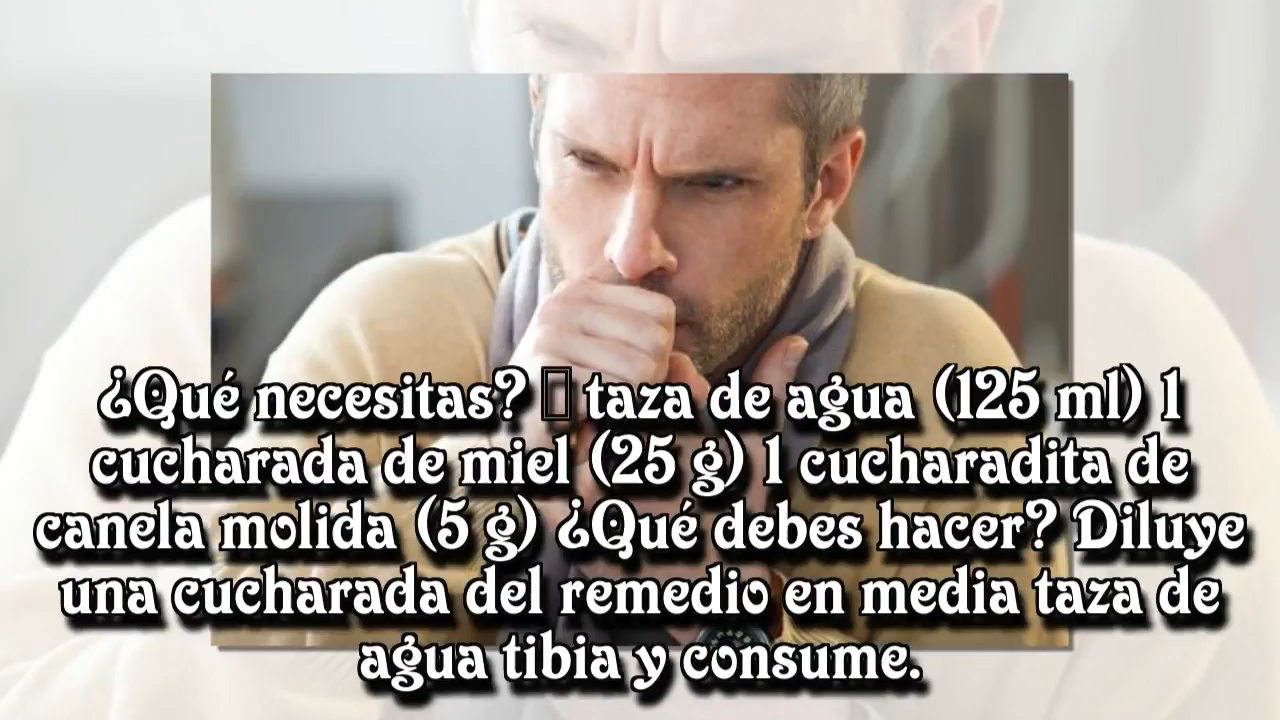 ¿Qué necesitas? taza de agua (125 ml) 1
cucharada de miel (25 g) 1 cucharadita de
canela molida (5 g) ¿Qué debes hacer? Diluye
una cucharada del remedio en media taza de
agua tibia y consume.